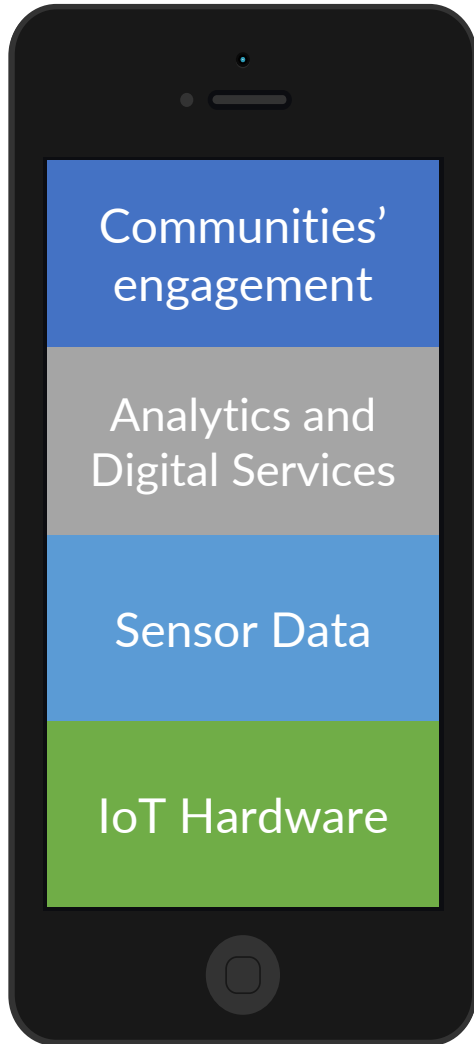 Communities’
engagement
Analytics and
Digital Services
Sensor Data
IoT Hardware